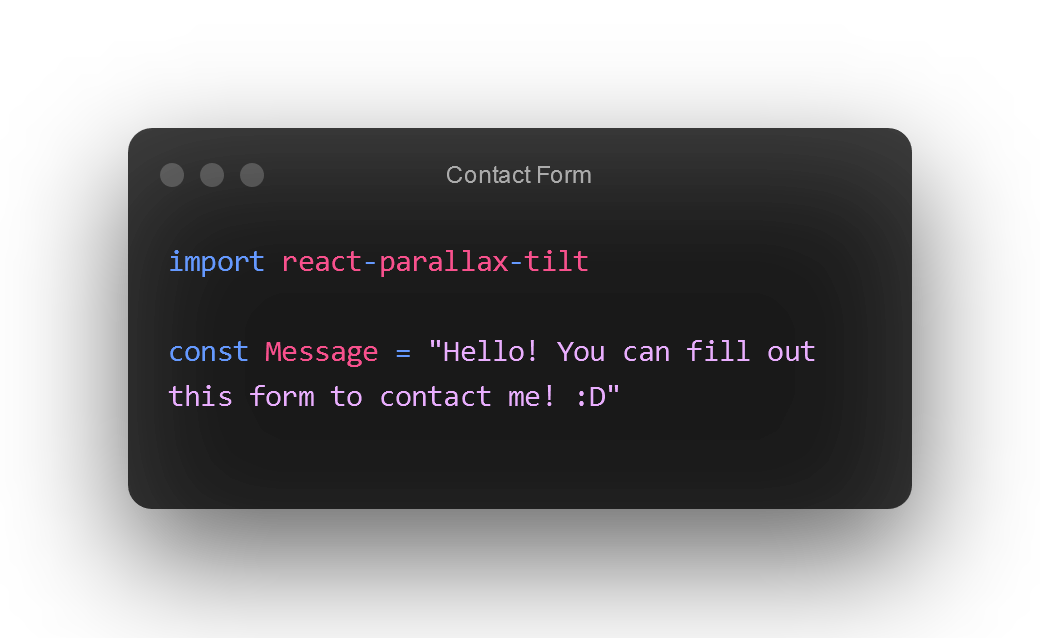 Contact Form
import react-parallax-tilt
const Message = "Hello! You can fill out
this form to contact me! :D"